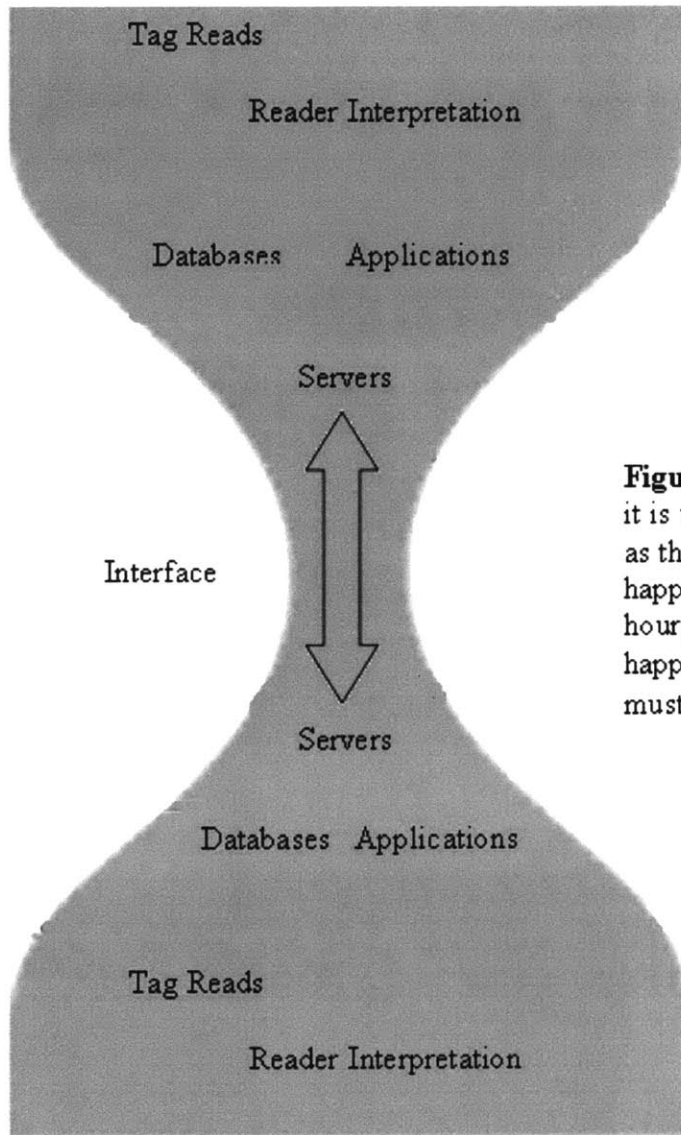 Tag Reads
Reader Interpretation
Databases Applications
Servers
Interface
Figu
it is
as th
happ
hour
happ
must
Servers
Databases Applications
Tag Reads
Reader Interpretation